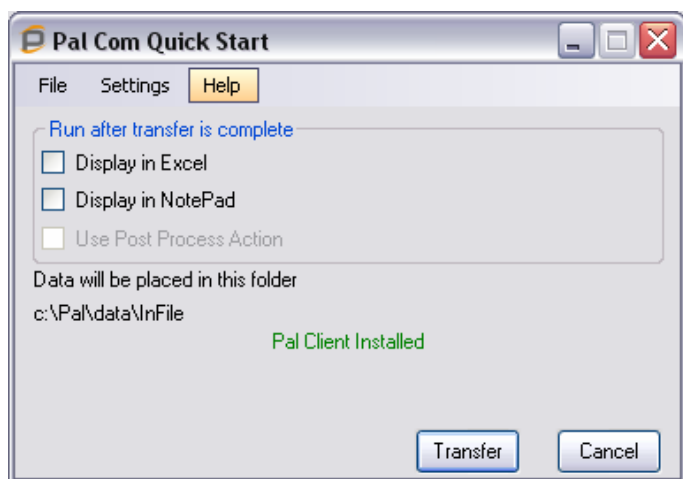 Pal Com Quick Start
File Settings Help
Run after transfer is complete
Display in Excel
Display in NotePad
Use Post Process Action
Data will be placed in this folder
c:\Pal\data\InFile
Pal Client Installed
Transfer Cancel